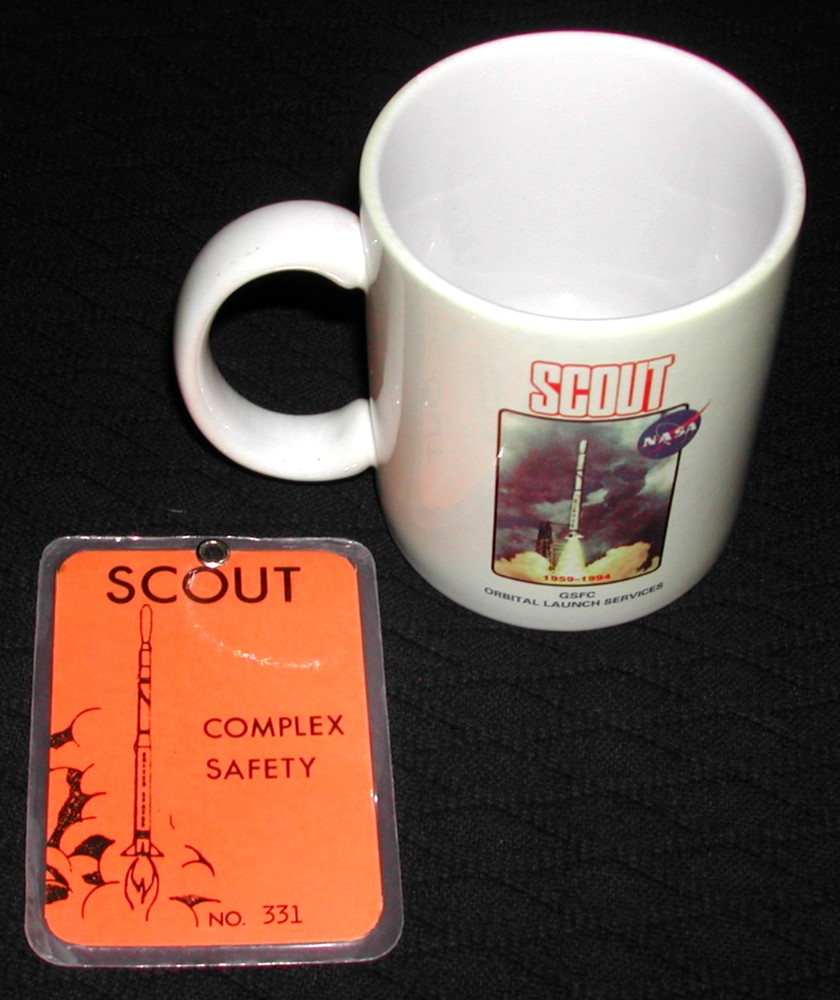 SCOUT
NASA
1959-1994
GSFC
ORBITAL LAUNCH SERVICES
SCOUT
COMPLEX
SAFETY
NO. 331